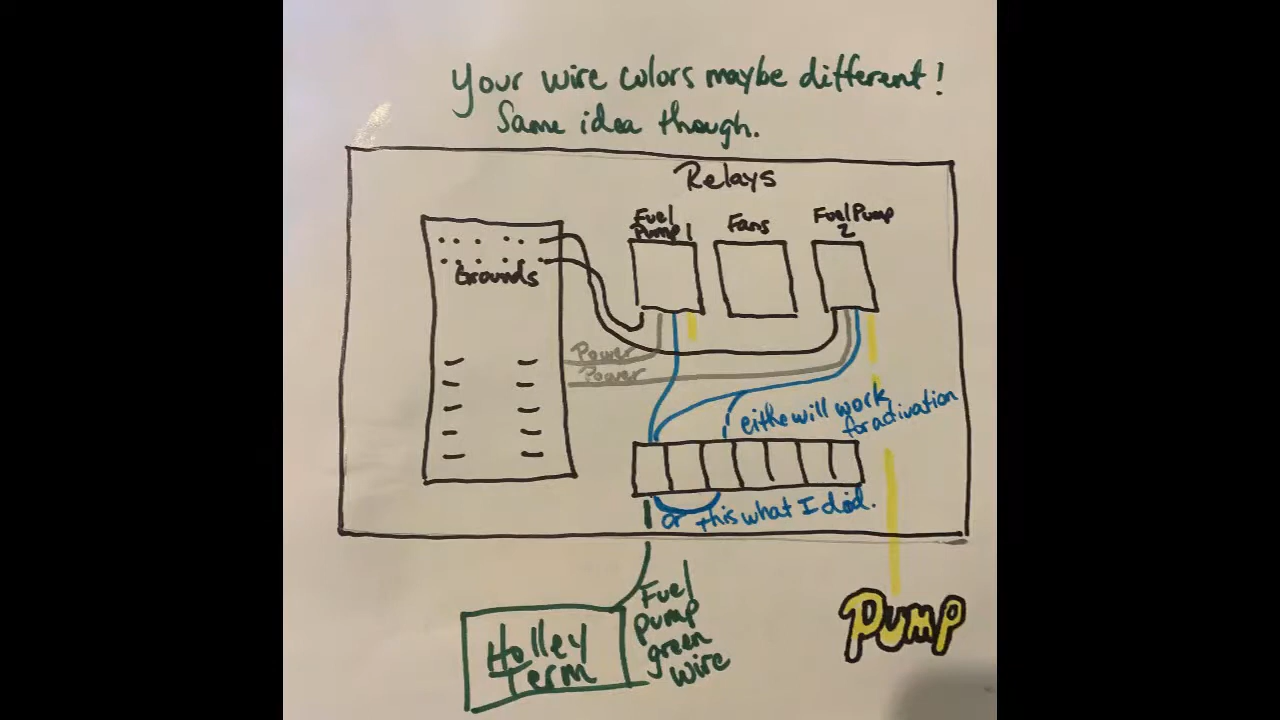 Your wire colors maybe different!
Same idea though.
Relays
Fuel
Pump 1
Fans
Fuel Pump
2
Grounds
Power
Power
eithe will work
for activation
or this what I did.
Fuel
pump
green
wire
Holley
Term
Pump